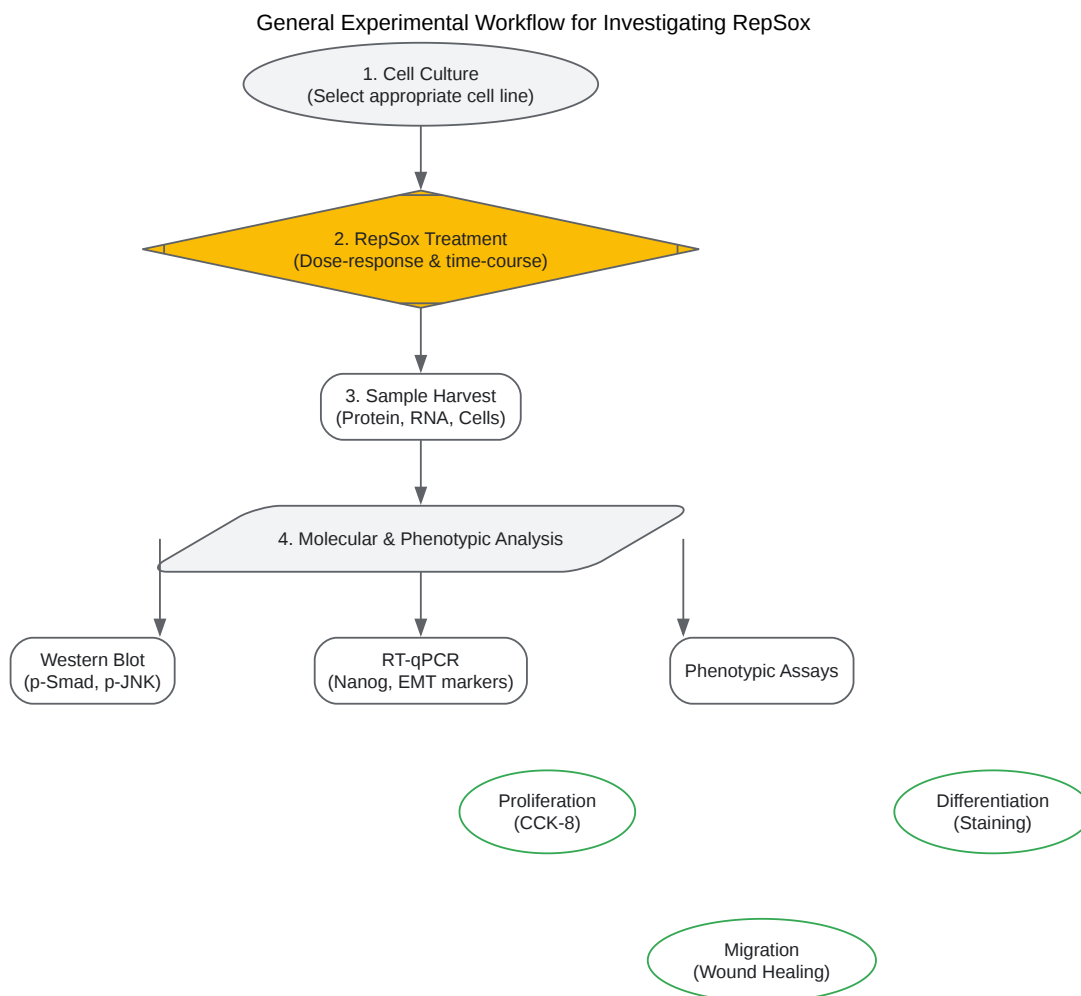 General Experimental Workflow for Investigating RepSox
1. Cell Culture
(Select appropriate cell line)
2. RepSox Treatment
(Dose-response & time-course)
3. Sample Harvest
(Protein, RNA, Cells)
4. Molecular & Phenotypic Analysis
Western Blot
(p-Smad, p-JNK)
RT-qPCR
(Nanog, EMT markers)
Phenotypic Assays
Proliferation
(CCK-8)
Differentiation
(Staining)
Migration
(Wound Healing)